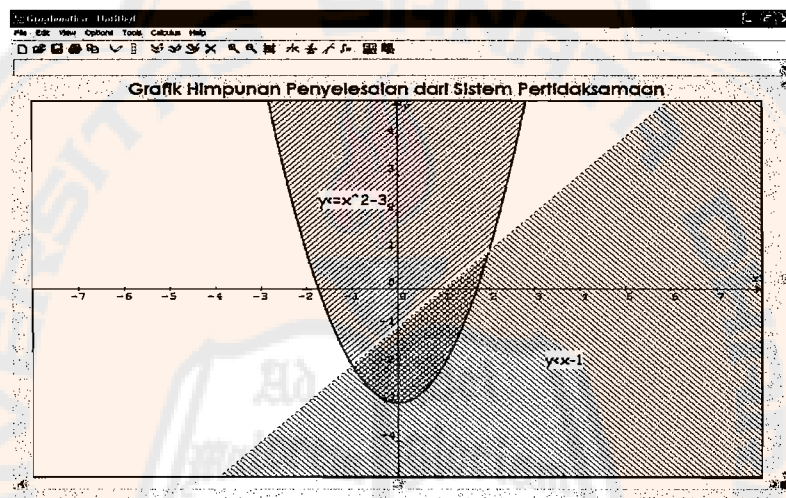 Graphmatica - Untitled
File Edit View Options Tools Calculus Help
Grafik Himpunan Penyelesaian dari Sistem Pertidaksamaan
y<=x^2-3
y<x-1
4
3
2
1
-7 -6 -5 -4 -3 -2 -1 0 1 2 3 4 5 6 7
-1
-2
-4